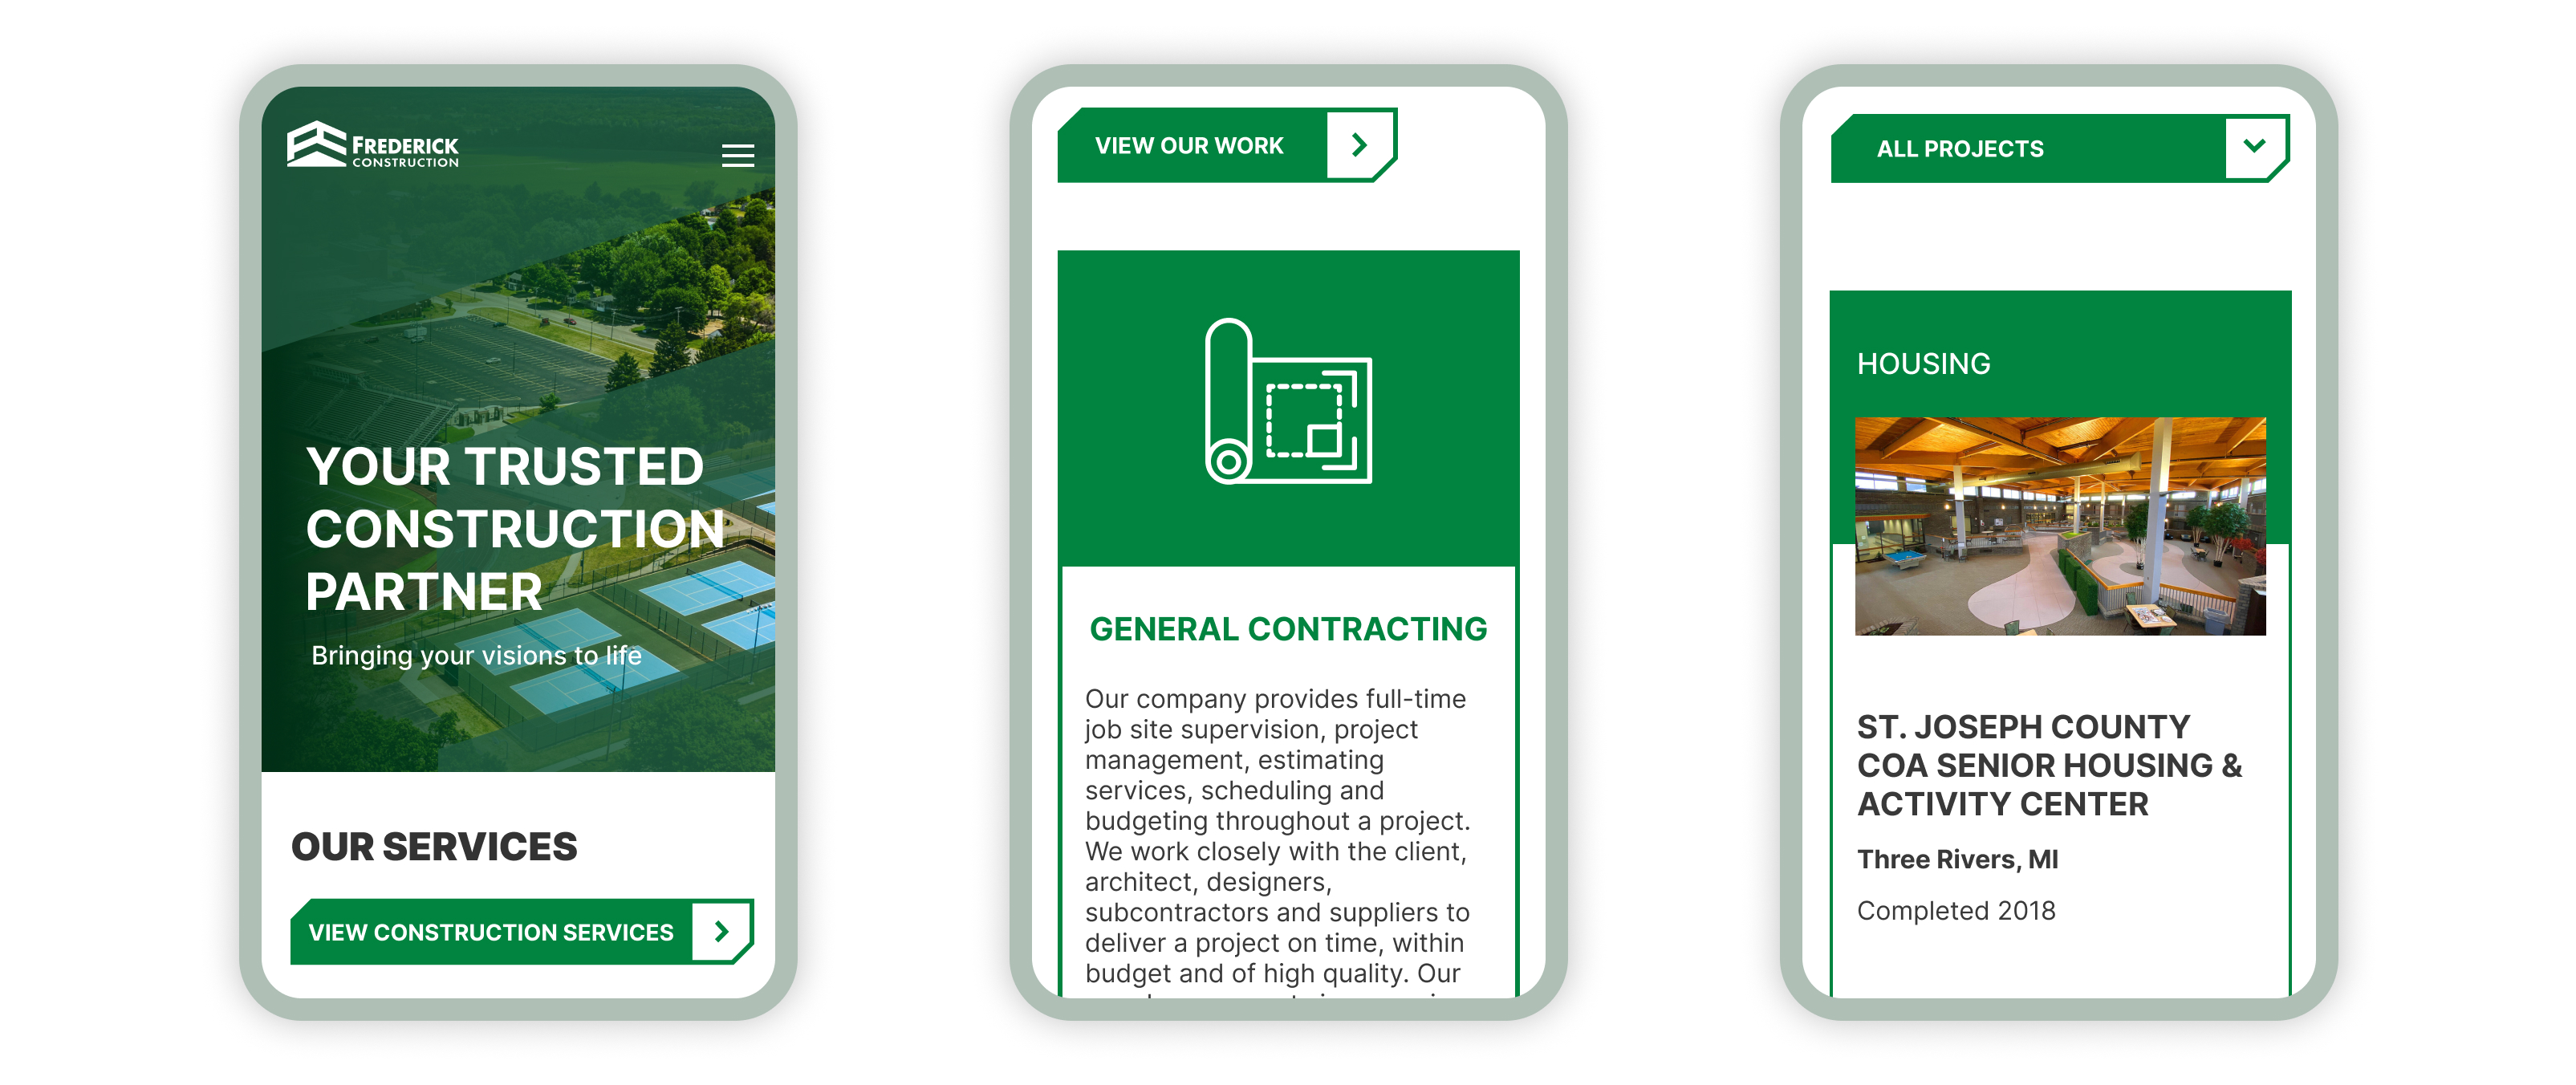 FREDERICK
CONSTRUCTION
YOUR TRUSTED
CONSTRUCTION
PARTNER
Bringing your visions to life
OUR SERVICES
VIEW CONSTRUCTION SERVICES
VIEW OUR WORK
GENERAL CONTRACTING
Our company provides full-time
job site supervision, project
management, estimating
services, scheduling and
budgeting throughout a project.
We work closely with the client,
architect, designers,
subcontractors and suppliers to
deliver a project on time, within
budget and of high quality. Our
ALL PROJECTS
HOUSING
ST. JOSEPH COUNTY
COA SENIOR HOUSING &
ACTIVITY CENTER
Three Rivers, MI
Completed 2018